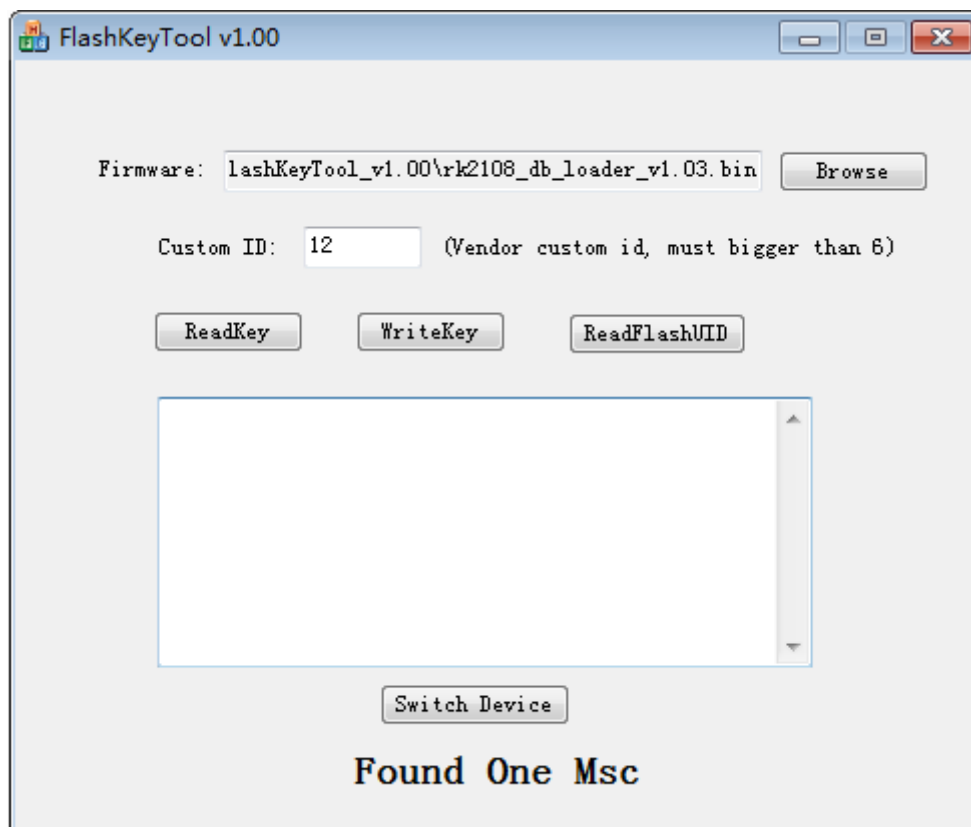 FlashKeyTool v1.00
Firmware: lashKeyTool_v1.00\rk2108_db_loader_v1.03.bin Browse
Custom ID: 12 (Vendor custom id, must bigger than 6)
ReadKey WriteKey ReadFlashUID
Switch Device
Found One Msc